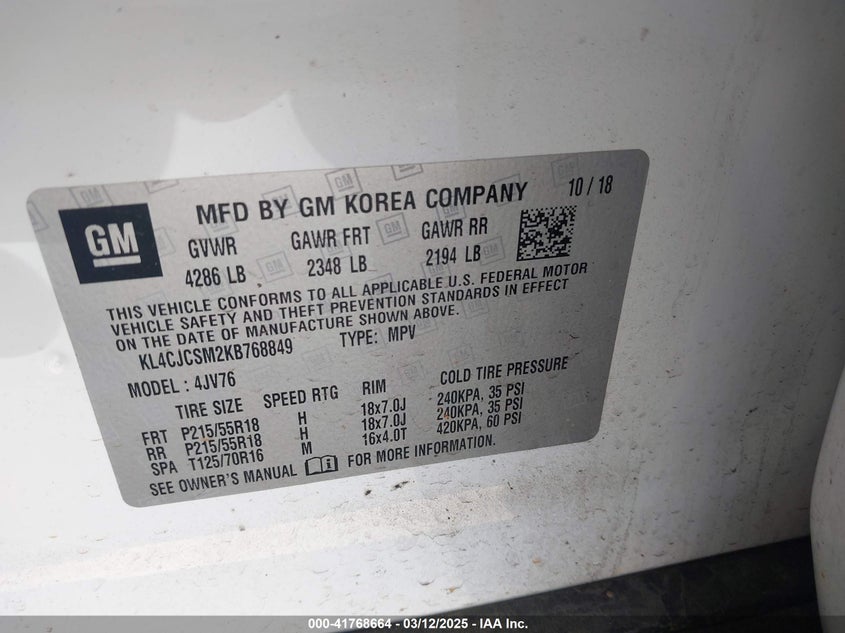 GM
MFD BY GM KOREA COMPANY 10 / 18
GVWR GAWR FRT GAWR RR
4286 LB 2348 LB 2194 LB
THIS VEHICLE CONFORMS TO ALL APPLICABLE U.S. FEDERAL MOTOR
VEHICLE SAFETY AND THEFT PREVENTION STANDARDS IN EFFECT
ON THE DATE OF MANUFACTURE SHOWN ABOVE.
KL4CJCSM2KB768849 TYPE: MPV
MODEL : 4JV76
TIRE SIZE SPEED RTG RIM COLD TIRE PRESSURE
FRT P215/55R18 H 18x7.0J 240KPA, 35 PSI
RR P215/55R18 H 18x7.0J 240KPA, 35 PSI
SPA T125/70R16 M 16x4.0T 420KPA, 60 PSI
SEE OWNER'S MANUAL FOR MORE INFORMATION.
000-41768664 - 03/12/2025 - IAA Inc.